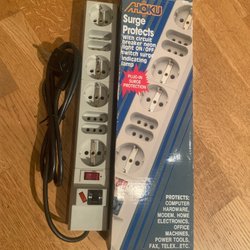 AHOKU
Surge
Protects
With circuit
breaker neon
light ON/OFF
switch surge
indicating
lamp
PLUG-IN
SURGE
PROTECTION
PROTECTS:
COMPUTER
HARDWARE,
MODEM, HOME
ELECTRONICS,
OFFICE
MACHINES,
POWER TOOLS,
FAX, TELEX...ETC.